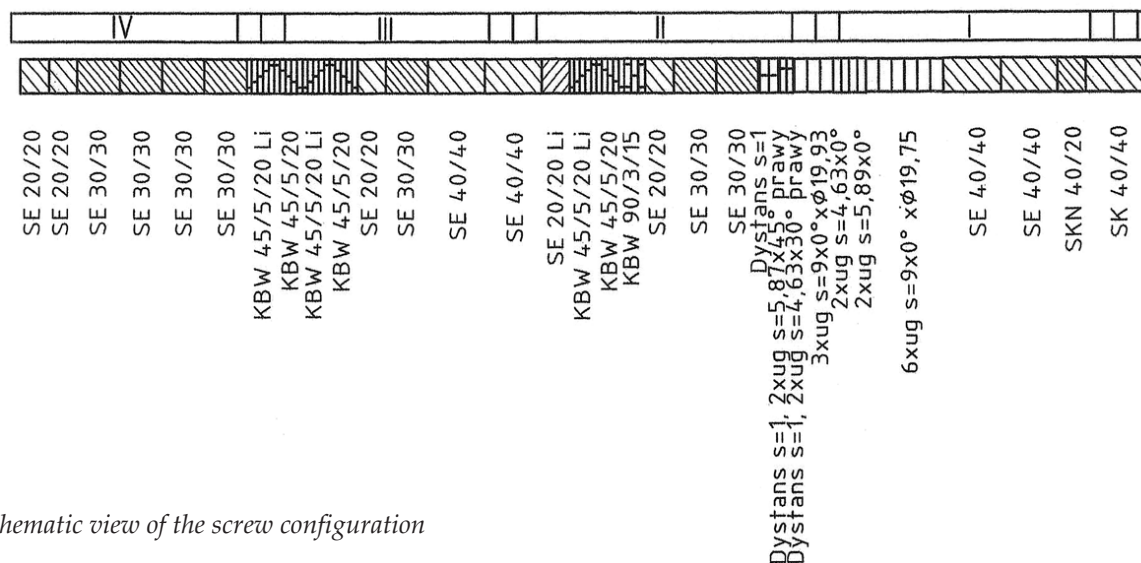 IV III II I
SE 20/20
SE 20/20
SE 30/30
SE 30/30
SE 30/30
SE 30/30
KBW 45/5/20 Li
KBW 45/5/20
KBW 45/5/20 Li
KBW 45/5/20
SE 20/20
SE 30/30
SE 40/40
SE 40/40
SE 20/20 Li
KBW 45/5/20 Li
KBW 45/5/20
KBW 90/3/15
SE 20/20
SE 30/30
SE 30/30
Dystans s=1
Dystans s=1, 2xug s=5,87x45° prawy
Dystans s=1, 2xug s=4,63x30° prawy
3xug s=9x0° xφ19,93
2xug s=4,63x0°
2xug s=5,89x0°
6xug s=9x0° xφ19,75
SE 40/40
SE 40/40
SKN 40/20
SK 40/40
hematic view of the screw configuration